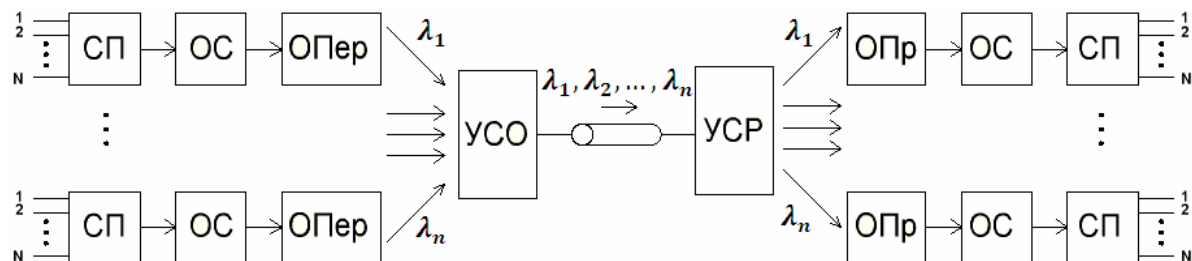 1 2 N СП ОС ОПер λ₁ λ₁ ОПр ОС СП 1 2 N
λ₁, λ₂, ..., λₙ
УСО УСР
1 2 N СП ОС ОПер λₙ λₙ ОПр ОС СП 1 2 N